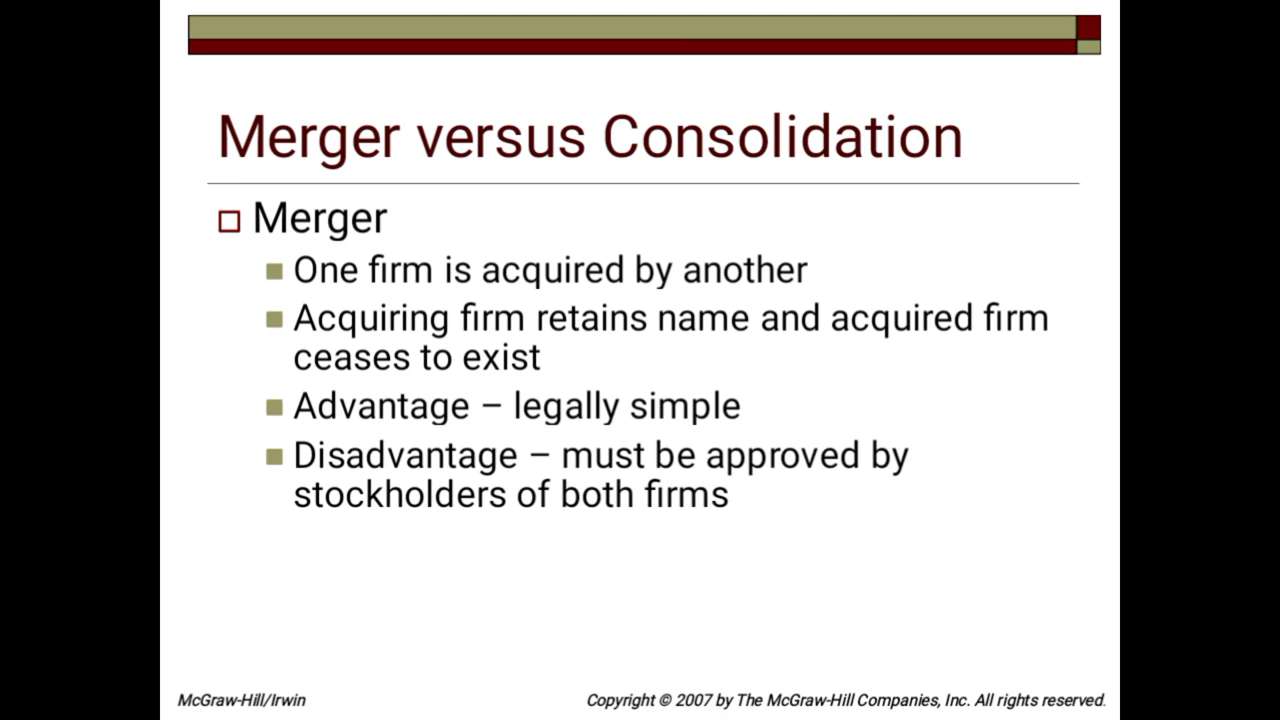 Merger versus Consolidation
Merger
One firm is acquired by another
Acquiring firm retains name and acquired firm
ceases to exist
Advantage – legally simple
Disadvantage – must be approved by
stockholders of both firms
McGraw-Hill/Irwin
Copyright © 2007 by The McGraw-Hill Companies, Inc. All rights reserved.